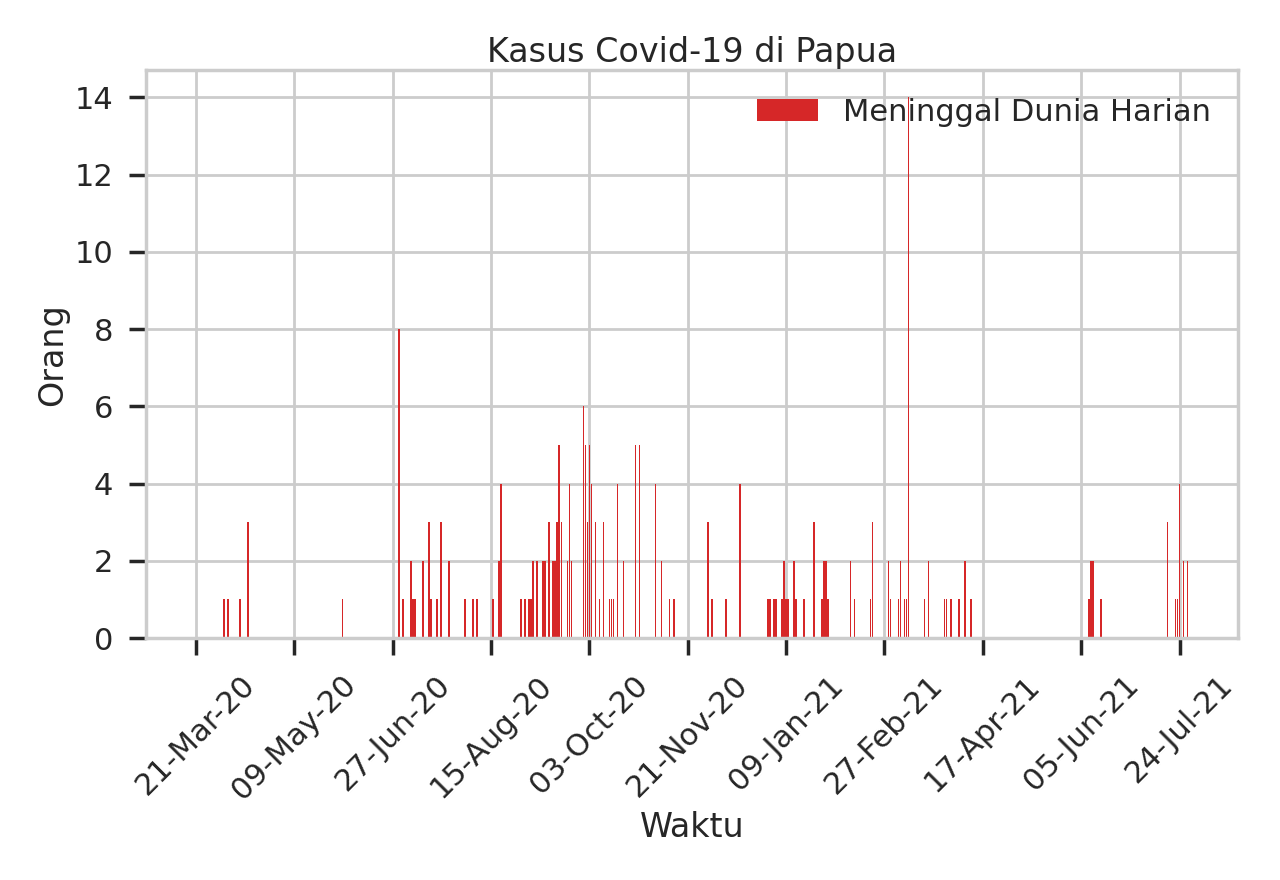 Kasus Covid-19 di Papua
Meninggal Dunia Harian
Orang
14
12
10
8
6
4
2
0
21-Mar-20
09-May-20
27-Jun-20
15-Aug-20
03-Oct-20
21-Nov-20
09-Jan-21
27-Feb-21
17-Apr-21
05-Jun-21
24-Jul-21
Waktu